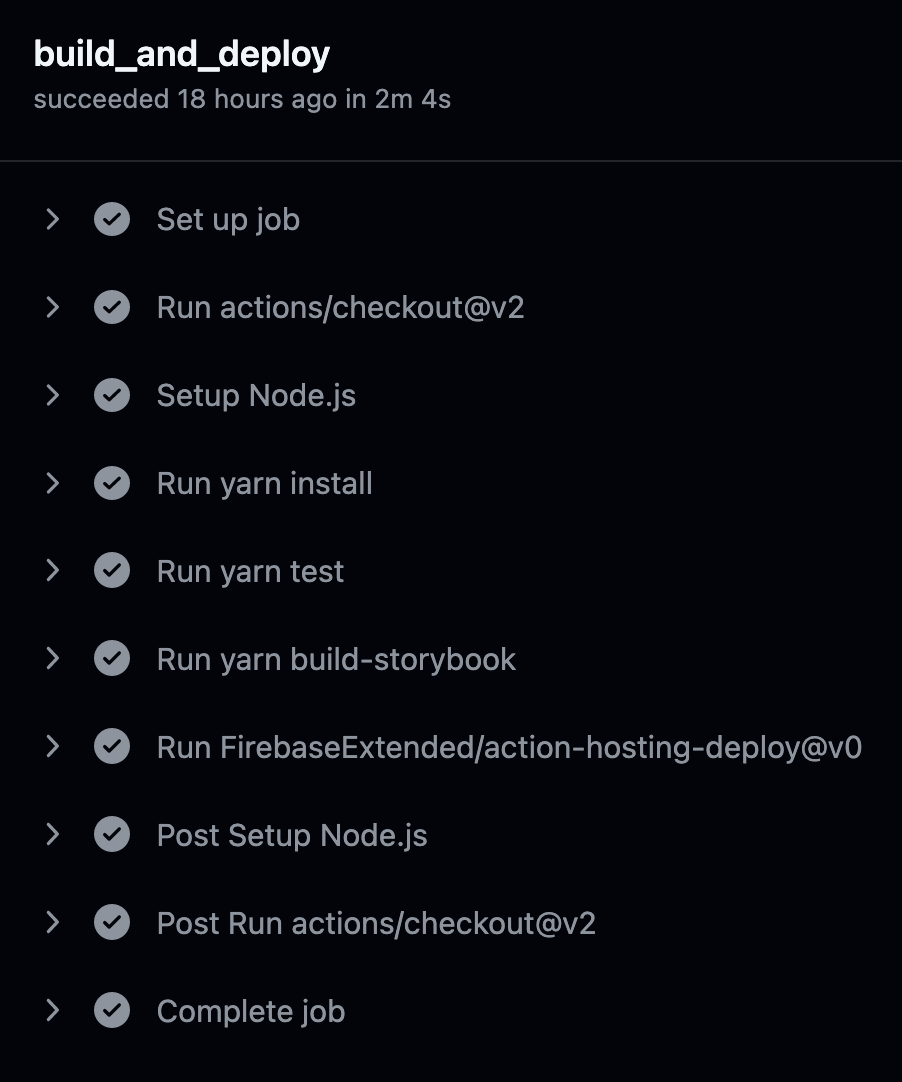 build_and_deploy
succeeded 18 hours ago in 2m 4s
Set up job
Run actions/checkout@v2
Setup Node.js
Run yarn install
Run yarn test
Run yarn build-storybook
Run FirebaseExtended/action-hosting-deploy@v0
Post Setup Node.js
Post Run actions/checkout@v2
Complete job